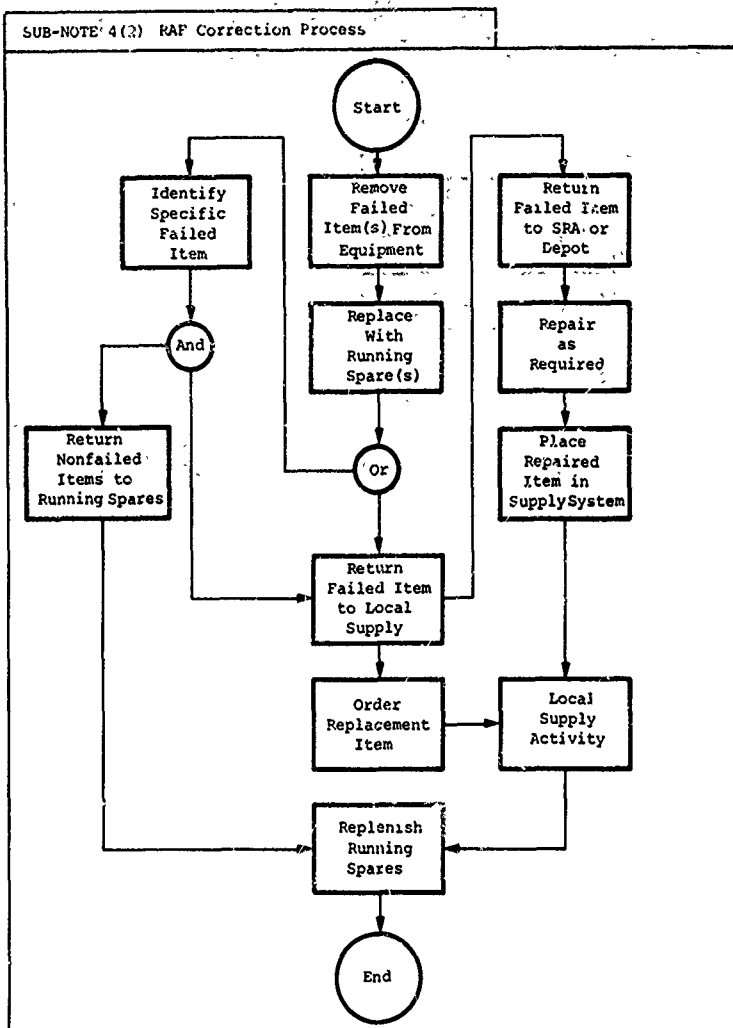 SUB-NOTE 4(2) RAF Correction Process
Start
Identify
Specific
Failed
Item
Remove
Failed
Item(s) From
Equipment
Return
Failed Item
to SRA or
Depot
And
Replace
With
Running
Spare(s)
Repair
as
Required
Return
Nonfailed
Items to
Running Spares
Or
Place
Repaired
Item in
Supply System
Return
Failed Item
to Local
Supply
Order
Replacement
Item
Local
Supply
Activity
Replenish
Running
Spares
End